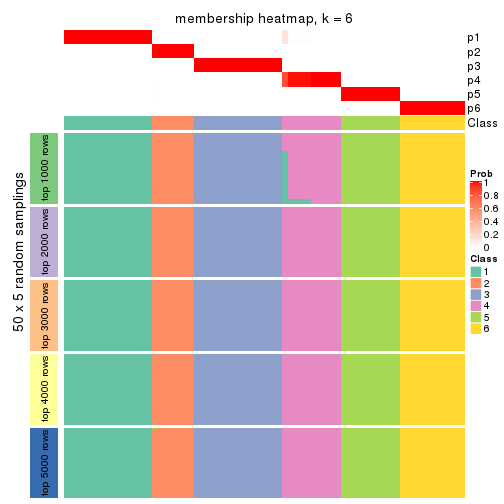 membership heatmap, k = 6
p1
p2
p3
p4
p5
p6
Class
50 x 5 random samplings
top 1000 rows
top 2000 rows
top 3000 rows
top 4000 rows
top 5000 rows
Prob
1
0.8
0.6
0.4
0.2
0
Class
1
2
3
4
5
6